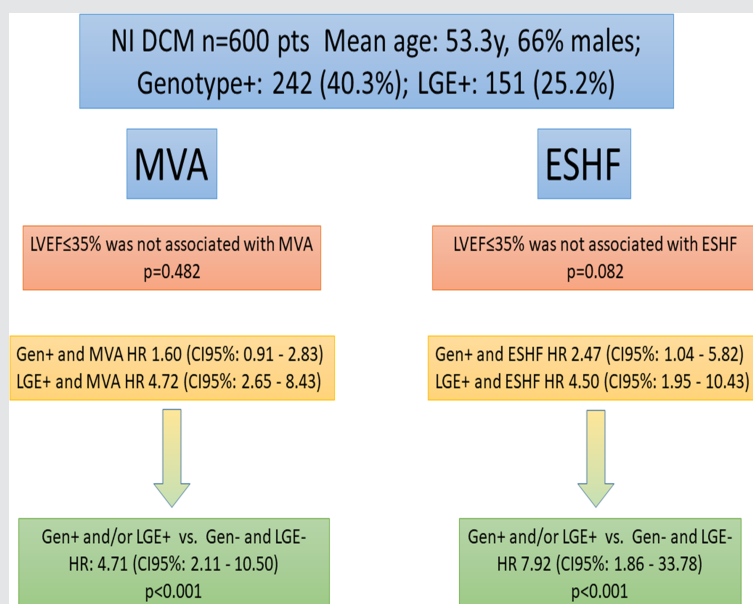 NI DCM n=600 pts Mean age: 53.3y, 66% males;
Genotype+: 242 (40.3%); LGE+: 151 (25.2%)
MVA
ESHF
LVEF≤35% was not associated with MVA
p=0.482
LVEF≤35% was not associated with ESHF
p=0.082
Gen+ and MVA HR 1.60 (CI95%: 0.91 - 2.83)
LGE+ and MVA HR 4.72 (CI95%: 2.65 - 8.43)
Gen+ and ESHF HR 2.47 (CI95%: 1.04 - 5.82)
LGE+ and ESHF HR 4.50 (CI95%: 1.95 - 10.43)
Gen+ and/or LGE+ vs. Gen- and LGE-
HR: 4.71 (CI95%: 2.11 - 10.50)
p<0.001
Gen+ and/or LGE+ vs. Gen- and LGE-
HR 7.92 (CI95%: 1.86 - 33.78)
p<0.001